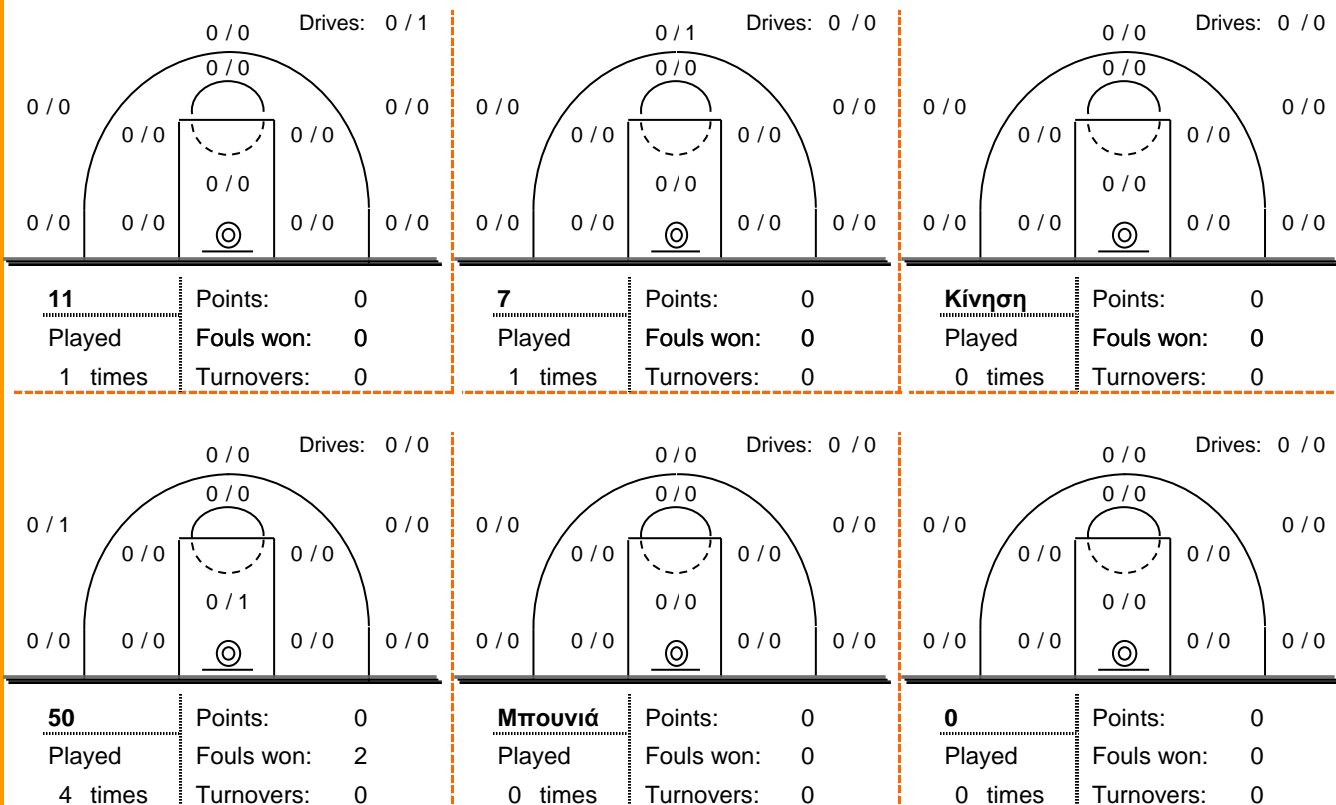 Drives: 0 / 1
0 / 0
0 / 0
0 / 0 0 / 0
0 / 0 0 / 0
0 / 0
0 / 0 0 / 0 0 / 0 0 / 0
11 Points: 0
Played Fouls won: 0
1 times Turnovers: 0
Drives: 0 / 0
0 / 1
0 / 0
0 / 0 0 / 0
0 / 0 0 / 0
0 / 0
0 / 0 0 / 0 0 / 0 0 / 0
7 Points: 0
Played Fouls won: 0
1 times Turnovers: 0
Drives: 0 / 0
0 / 0
0 / 0
0 / 0 0 / 0
0 / 0 0 / 0
0 / 0
0 / 0 0 / 0 0 / 0 0 / 0
Κίνηση Points: 0
Played Fouls won: 0
0 times Turnovers: 0
Drives: 0 / 0
0 / 0
0 / 0
0 / 1 0 / 0
0 / 0 0 / 0
0 / 1
0 / 0 0 / 0 0 / 0 0 / 0
50 Points: 0
Played Fouls won: 2
4 times Turnovers: 0
Drives: 0 / 0
0 / 0
0 / 0
0 / 0 0 / 0
0 / 0 0 / 0
0 / 0
0 / 0 0 / 0 0 / 0 0 / 0
Μπουνιά Points: 0
Played Fouls won: 0
0 times Turnovers: 0
Drives: 0 / 0
0 / 0
0 / 0
0 / 0 0 / 0
0 / 0 0 / 0
0 / 0
0 / 0 0 / 0 0 / 0 0 / 0
0 Points: 0
Played Fouls won: 0
0 times Turnovers: 0